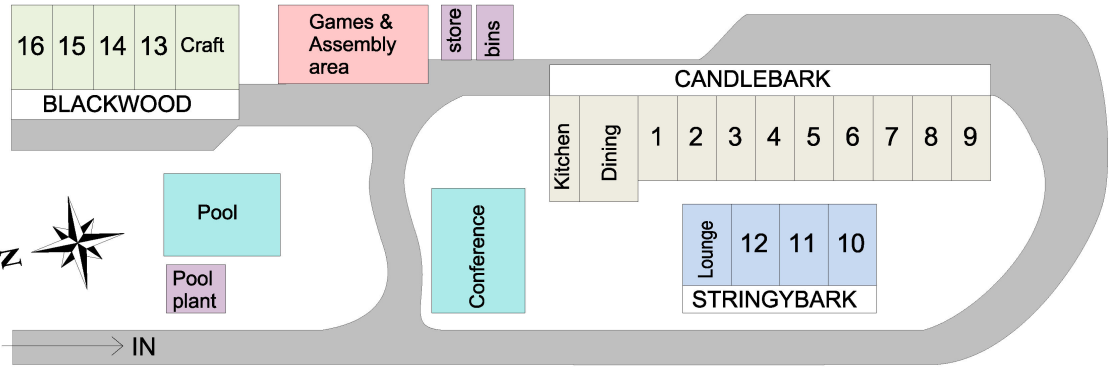 16 15 14 13 Craft
BLACKWOOD
Games &
Assembly
area
store
bins
CANDLEBARK
Kitchen
Dining
1 2 3 4 5 6 7 8 9
Pool
Pool
plant
Conference
Lounge
12 11 10
STRINGYBARK
N
IN